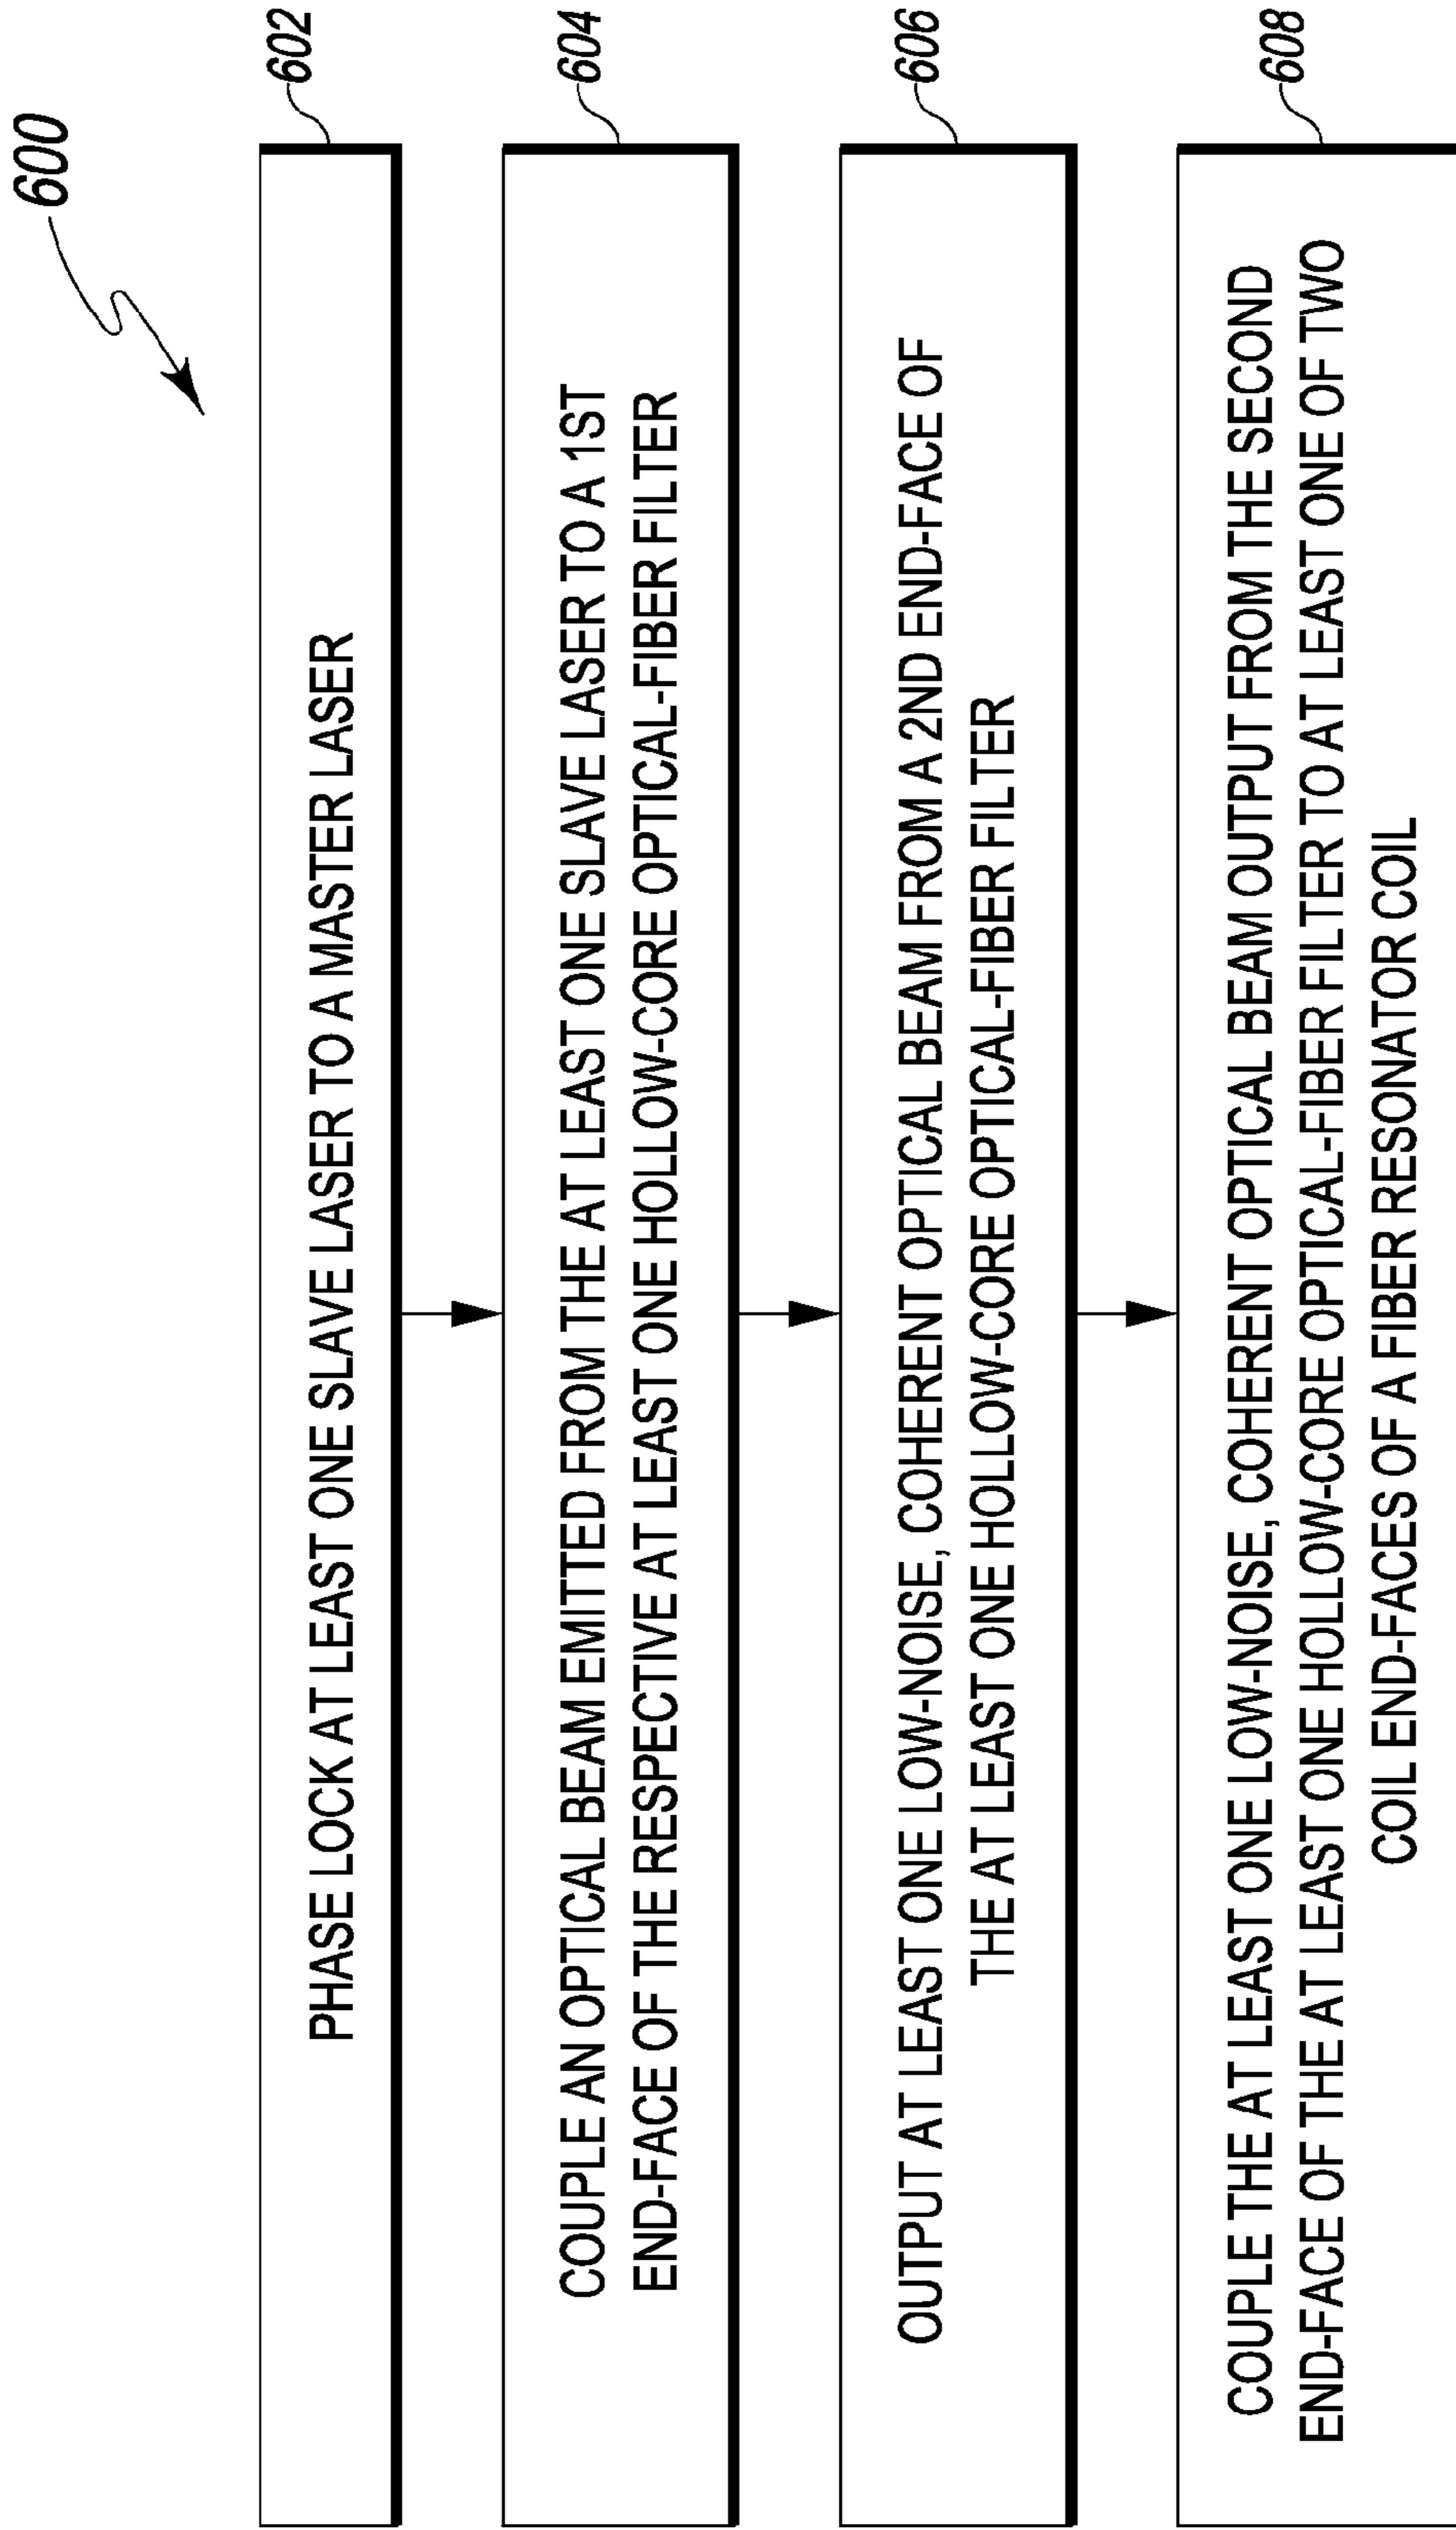 600
602
PHASE LOCK AT LEAST ONE SLAVE LASER TO A MASTER LASER
604
COUPLE AN OPTICAL BEAM EMITTED FROM THE AT LEAST ONE SLAVE LASER TO A 1ST
END-FACE OF THE RESPECTIVE AT LEAST ONE HOLLOW-CORE OPTICAL-FIBER FILTER
606
OUTPUT AT LEAST ONE LOW-NOISE, COHERENT OPTICAL BEAM FROM A 2ND END-FACE OF
THE AT LEAST ONE HOLLOW-CORE OPTICAL-FIBER FILTER
608
COUPLE THE AT LEAST ONE LOW-NOISE, COHERENT OPTICAL BEAM OUTPUT FROM THE SECOND
END-FACE OF THE AT LEAST ONE HOLLOW-CORE OPTICAL-FIBER FILTER TO AT LEAST ONE OF TWO
COIL END-FACES OF A FIBER RESONATOR COIL